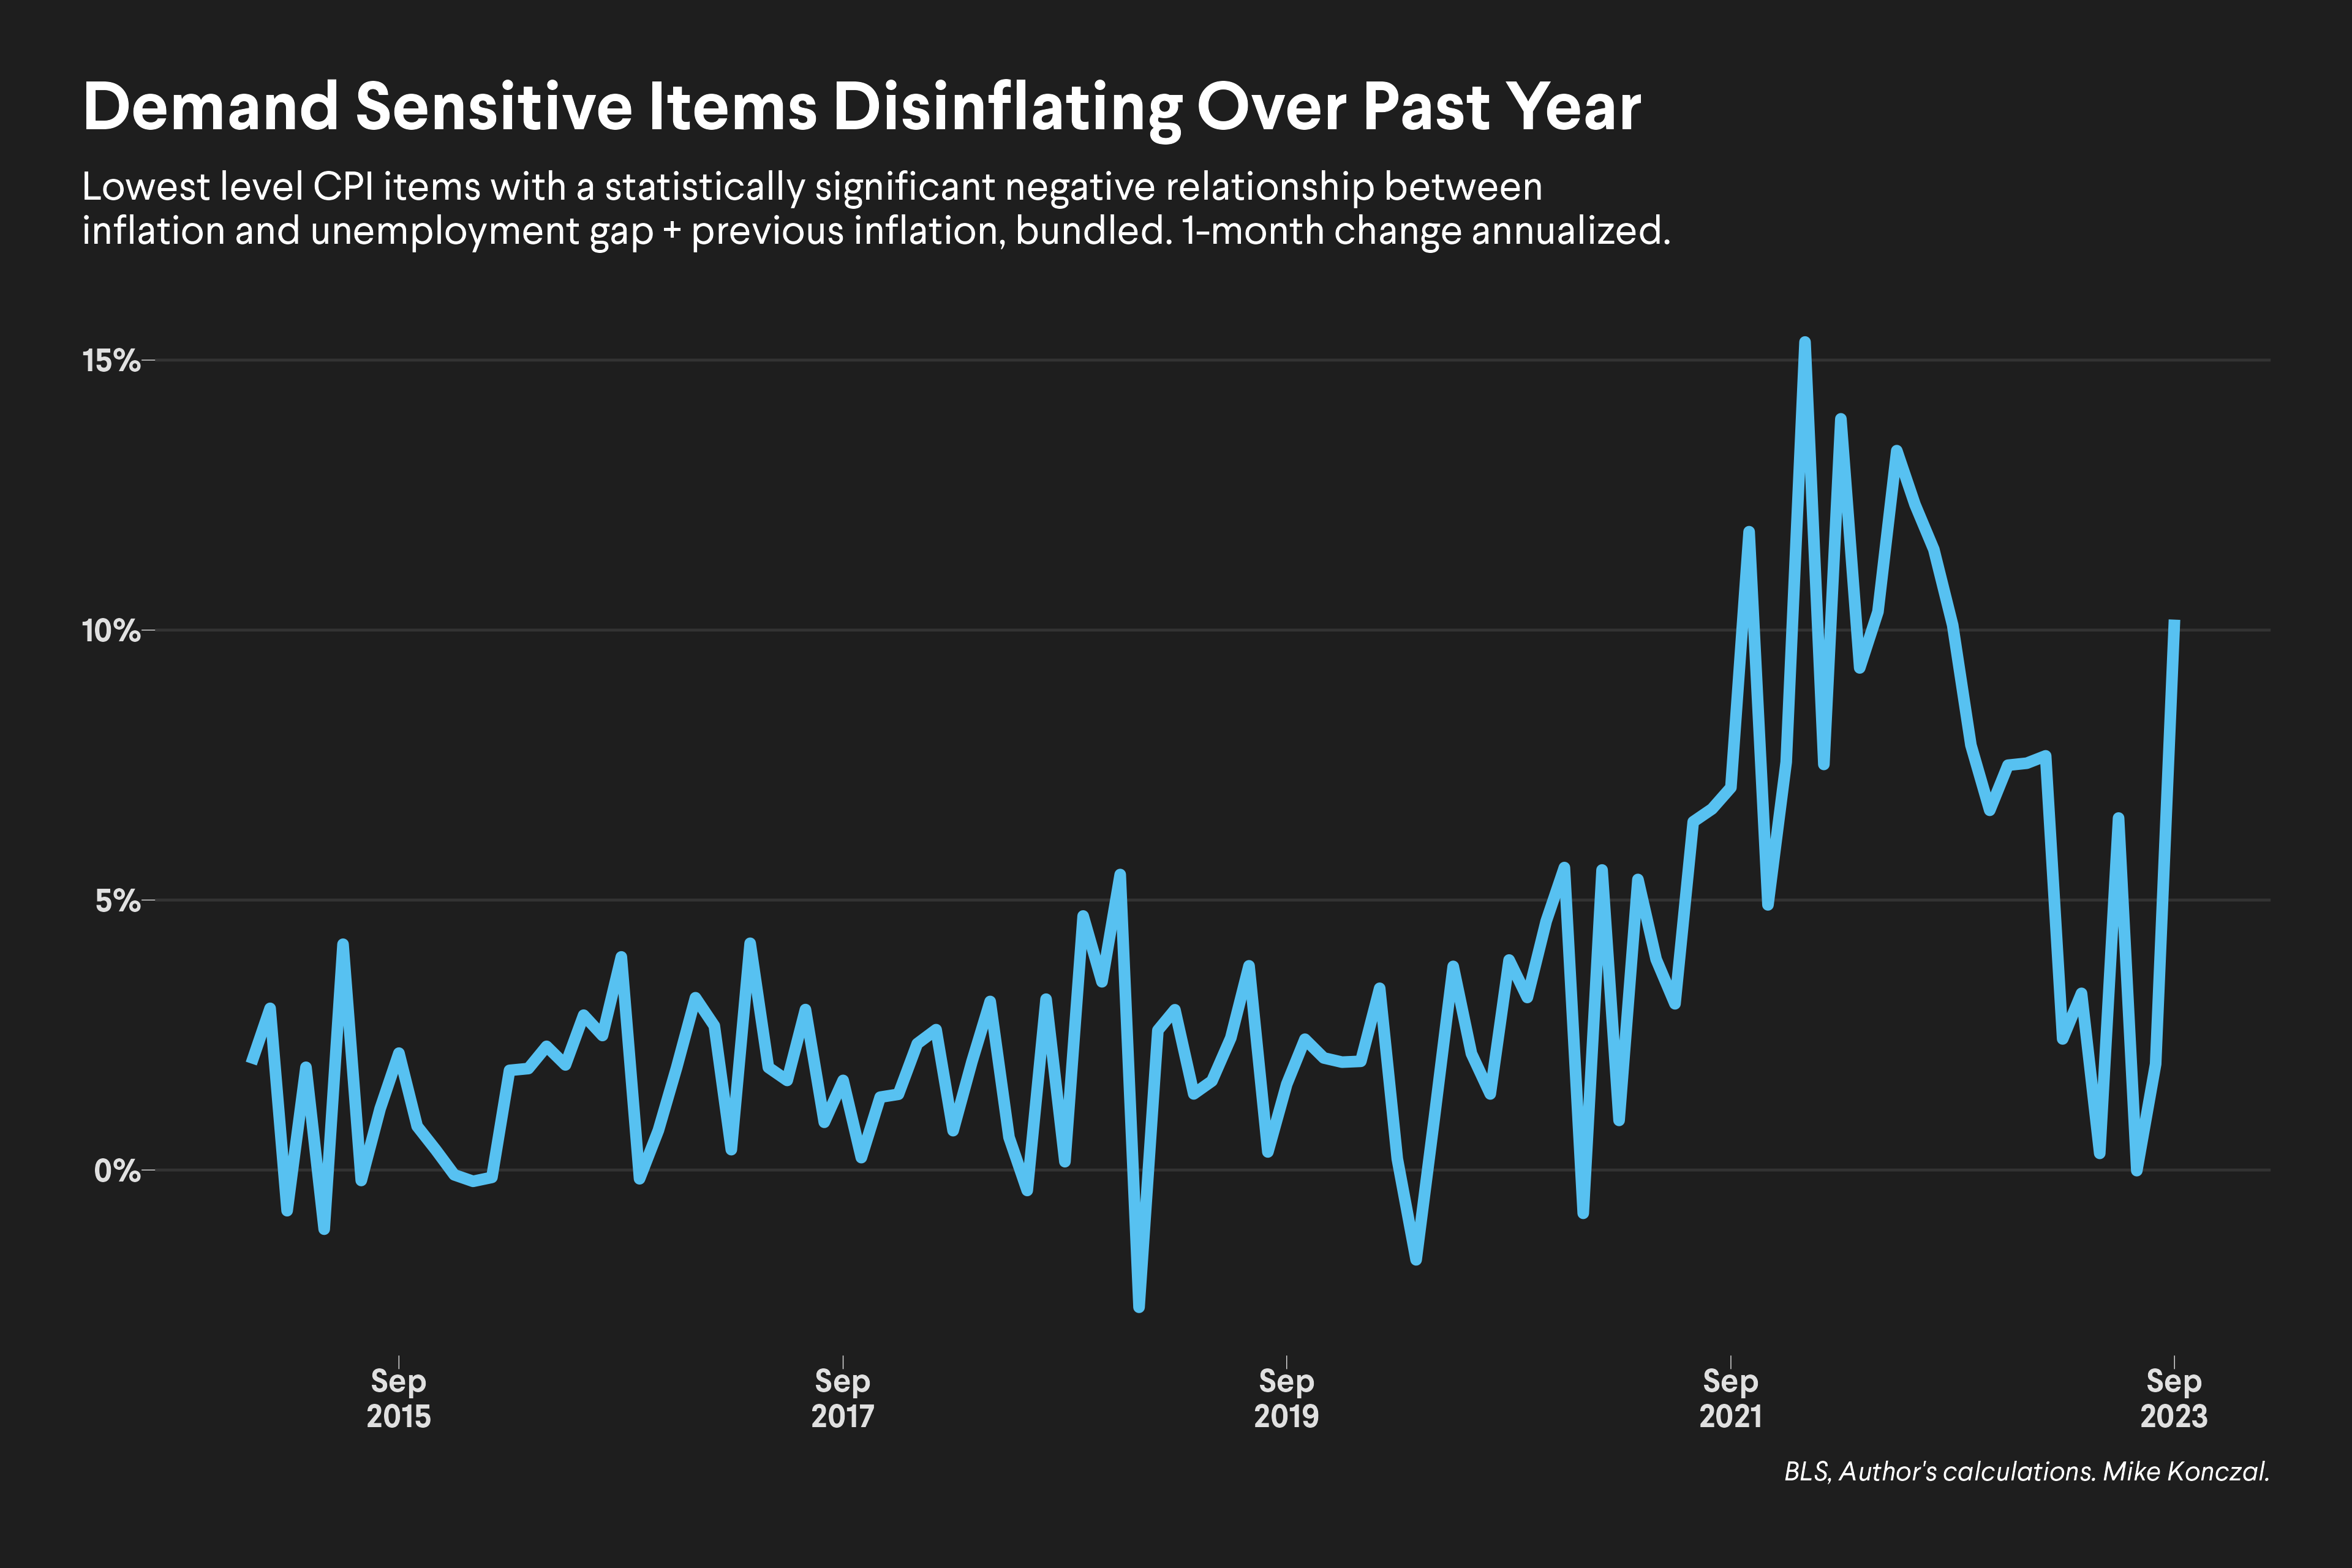 Demand Sensitive Items Disinflating Over Past Year
Lowest level CPI items with a statistically significant negative relationship between
inflation and unemployment gap + previous inflation, bundled. 1-month change annualized.
15%
10%
5%
0%
Sep
2015
Sep
2017
Sep
2019
Sep
2021
Sep
2023
BLS, Author's calculations. Mike Konczal.